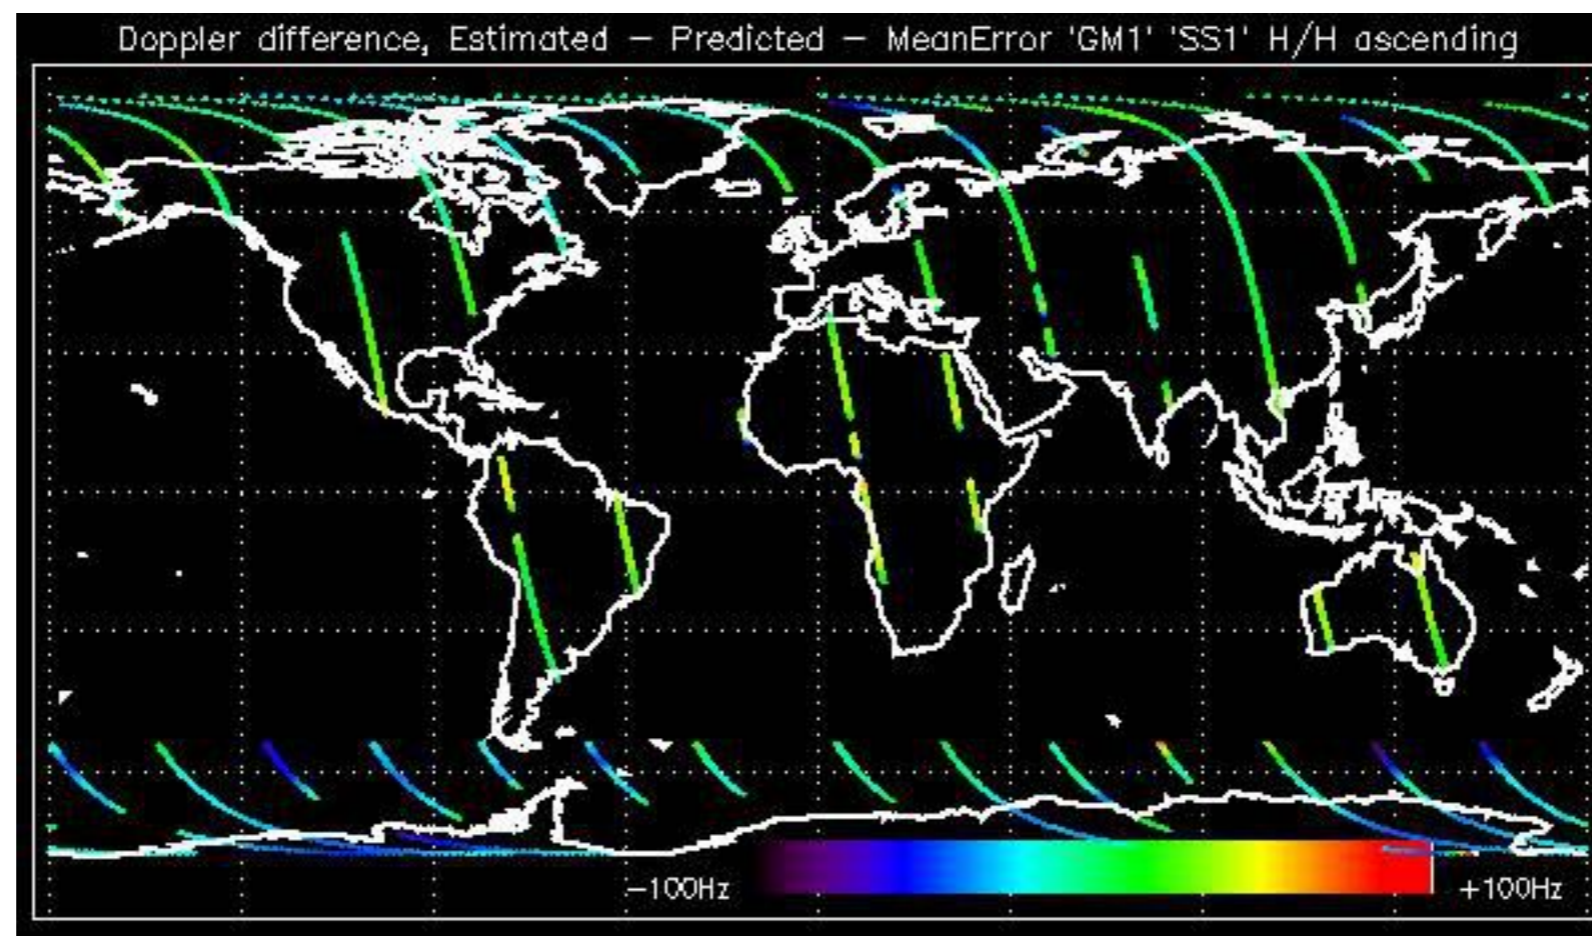 Doppler difference, Estimated − Predicted − MeanError 'GM1' 'SS1' H/H ascending
−100Hz
+100Hz